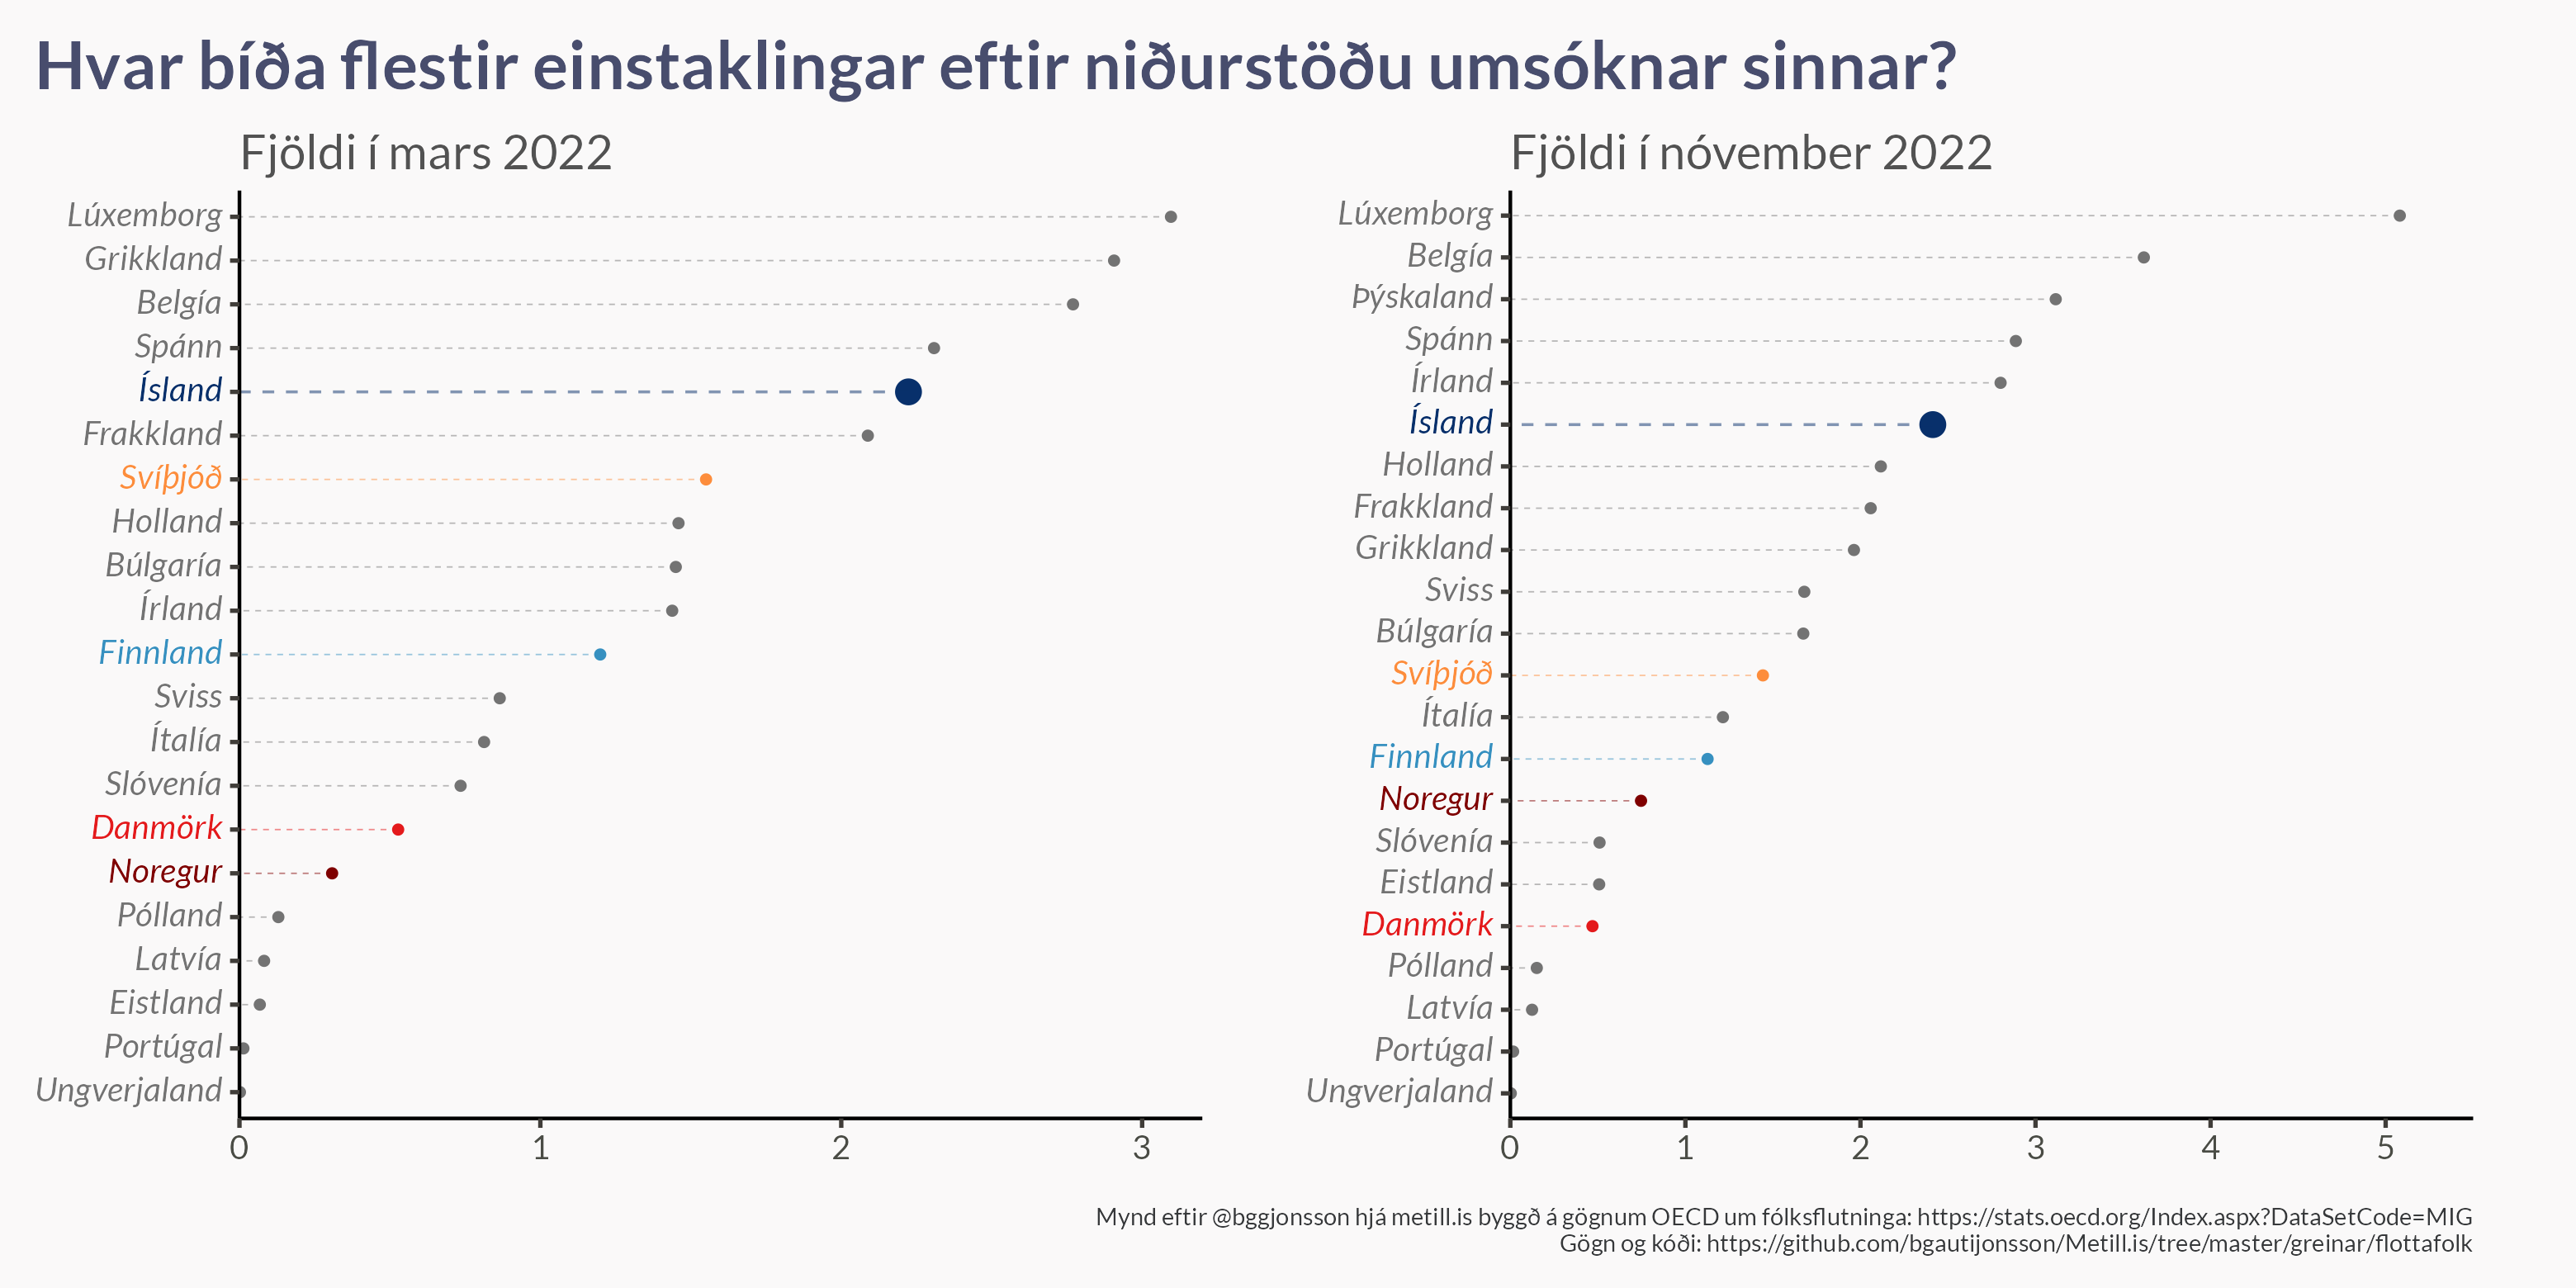 Hvar bíða flestir einstaklingar eftir niðurstöðu umsóknar sinnar?
Fjöldi í mars 2022
Lúxemborg
Grikkland
Belgía
Spánn
Ísland
Frakkland
Svíþjóð
Holland
Búlgaría
Írland
Finnland
Sviss
Ítalía
Slóvenía
Danmörk
Noregur
Pólland
Latvía
Eistland
Portúgal
Ungverjaland
0 1 2 3
Fjöldi í nóvember 2022
Lúxemborg
Belgía
Þýskaland
Spánn
Írland
Ísland
Holland
Frakkland
Grikkland
Sviss
Búlgaría
Svíþjóð
Ítalía
Finnland
Noregur
Slóvenía
Eistland
Danmörk
Pólland
Latvía
Portúgal
Ungverjaland
0 1 2 3 4 5
Mynd eftir @bggjonsson hjá metill.is byggð á gögnum OECD um fólksflutninga: https://stats.oecd.org/Index.aspx?DataSetCode=MIG
Gögn og kóði: https://github.com/bgautijonsson/Metill.is/tree/master/greinar/flottafolk